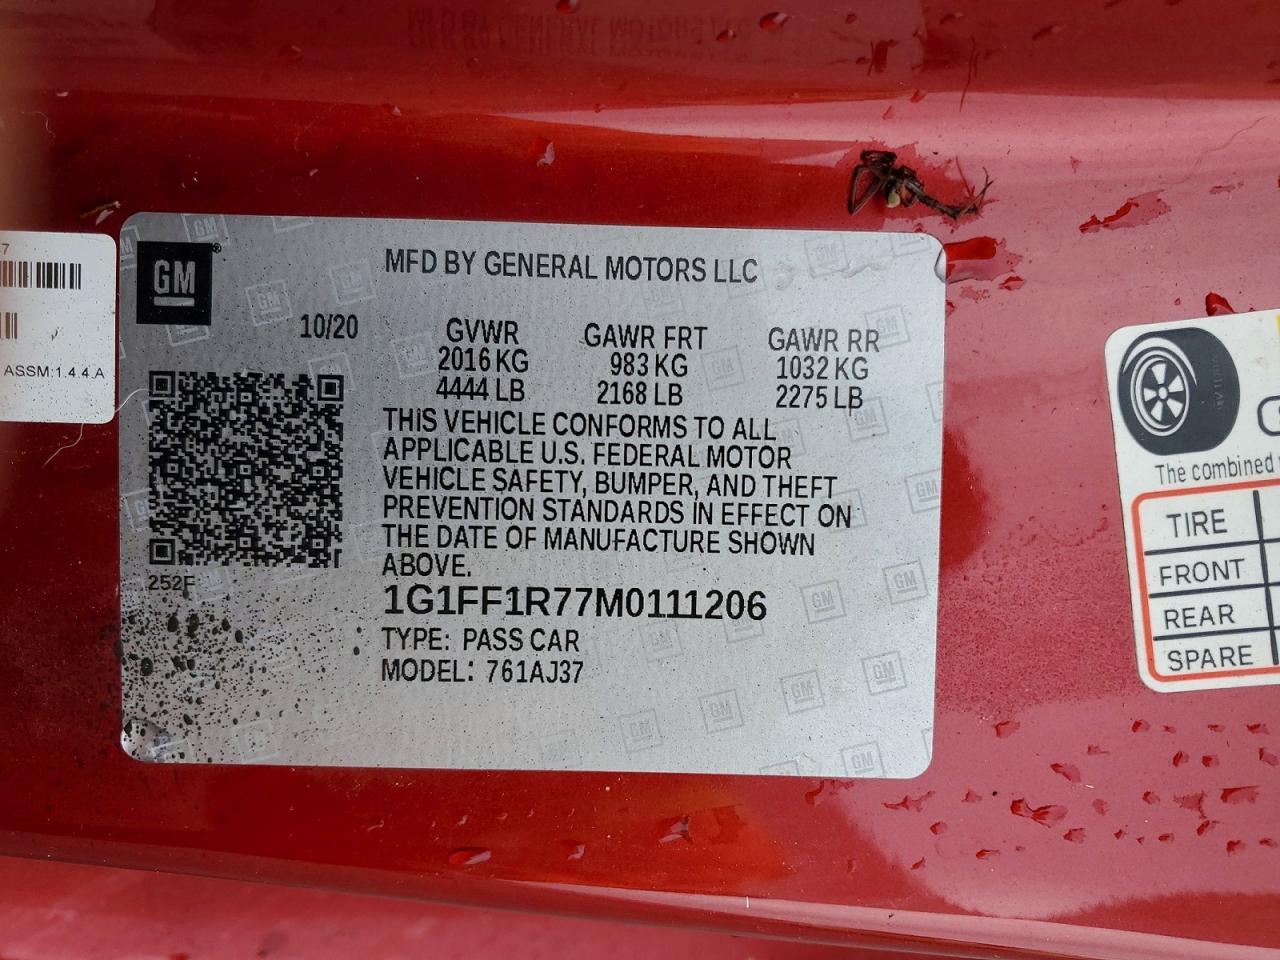 7
ASSM:1.4.4.A
GM®
MFD BY GENERAL MOTORS LLC
10/20
GVWR GAWR FRT GAWR RR
2016 KG 983 KG 1032 KG
4444 LB 2168 LB 2275 LB
THIS VEHICLE CONFORMS TO ALL
APPLICABLE U.S. FEDERAL MOTOR
VEHICLE SAFETY, BUMPER, AND THEFT
PREVENTION STANDARDS IN EFFECT ON
THE DATE OF MANUFACTURE SHOWN
ABOVE.
252F
1G1FF1R77M0111206
TYPE: PASS CAR
MODEL: 761AJ37
The combined
TIRE
FRONT
REAR
SPARE